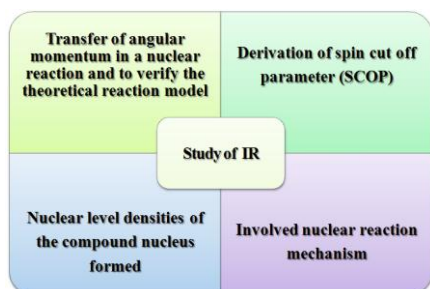 Transfer of angular
momentum in a nuclear
reaction and to verify the
theoretical reaction model
Derivation of spin cut off
parameter (SCOP)
Study of IR
Nuclear level densities of
the compound nucleus
formed
Involved nuclear reaction
mechanism